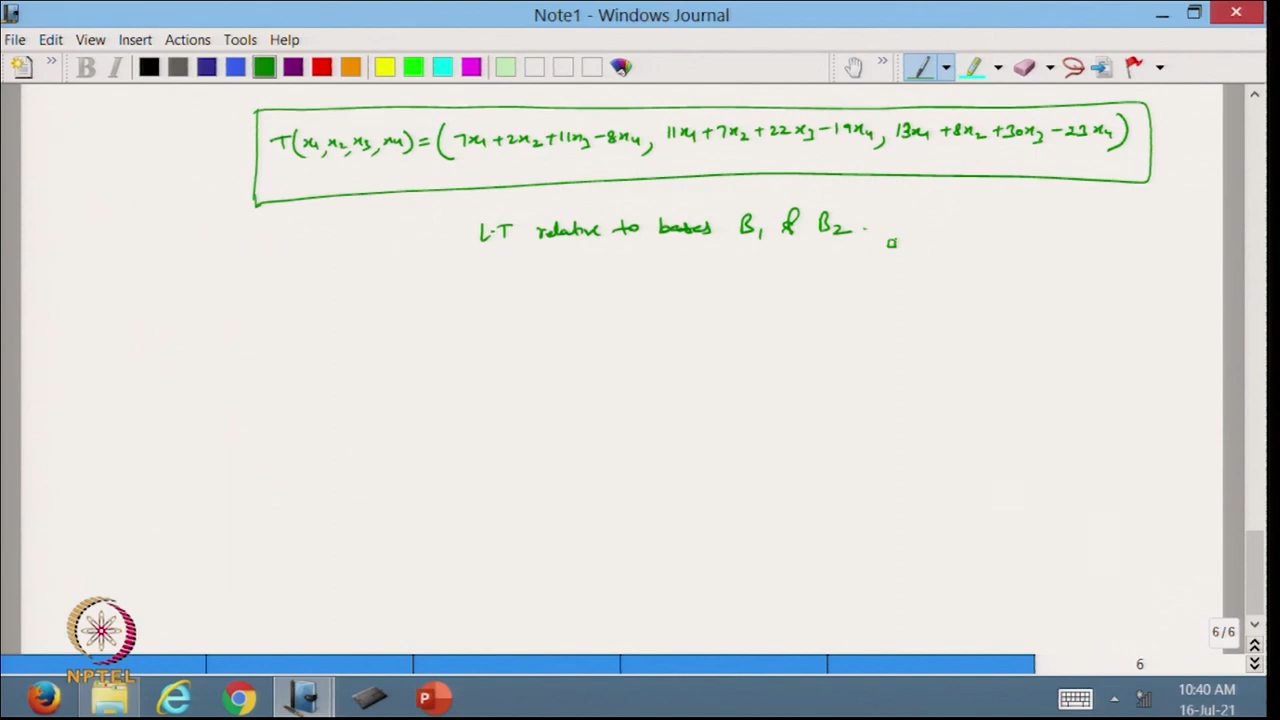 Note1 - Windows Journal
File Edit View Insert Actions Tools Help
T(x1, x2, x3, x4) = (7x1 + 2x2 + 11x3 - 8x4, 11x1 + 7x2 + 22x3 - 19x4, 13x1 + 8x2 + 30x3 - 23x4)
L.T relative to bases B1 & B2.
6/6
NPTEL
6
10:40 AM
16-Jul-21